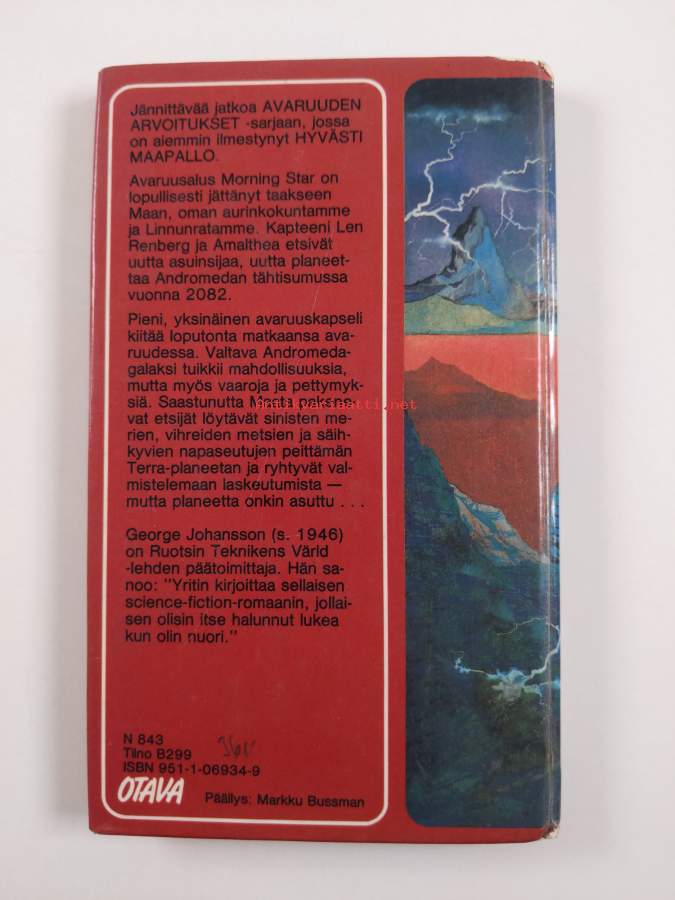 Jännittävää jatkoa AVARUUDEN
ARVOITUKSET -sarjaan, jossa
on aiemmin ilmestynyt HYVÄSTI
MAAPALLO.
Avaruusalus Morning Star on
lopullisesti jättänyt taakseen
Maan, oman aurinkokuntamme
ja Linnunratamme. Kapteeni Len
Renberg ja Amalthea etsivät
uutta asuinsijaa, uutta planeet-
taa Andromedan tähtisumussa
vuonna 2082.
Pieni, yksinäinen avaruuskapseli
kiitää loputonta matkaansa ava-
ruudessa. Valtava Andromeda-
galaksi tuikkii mahdollisuuksia,
mutta myös vaaroja ja pettymyk-
siä. Saastunutta Maata pakene-
vat etsijät löytävät sinisten me-
rien, vihreiden metsien ja säih-
kyvien napaseutujen peittämän
Terra-planeetan ja ryhtyvät val-
mistelemaan laskeutumista —
mutta planeetta onkin asuttu . . .
George Johansson (s. 1946)
on Ruotsin Teknikens Värld
-lehden päätoimittaja. Hän sa-
noo: "Yritin kirjoittaa sellaisen
science-fiction-romaanin, jollai-
sen olisin itse halunnut lukea
kun olin nuori."
N 843
Tilno B299
ISBN 951-1-06934-9
OTAVA
Päällys: Markku Bussman